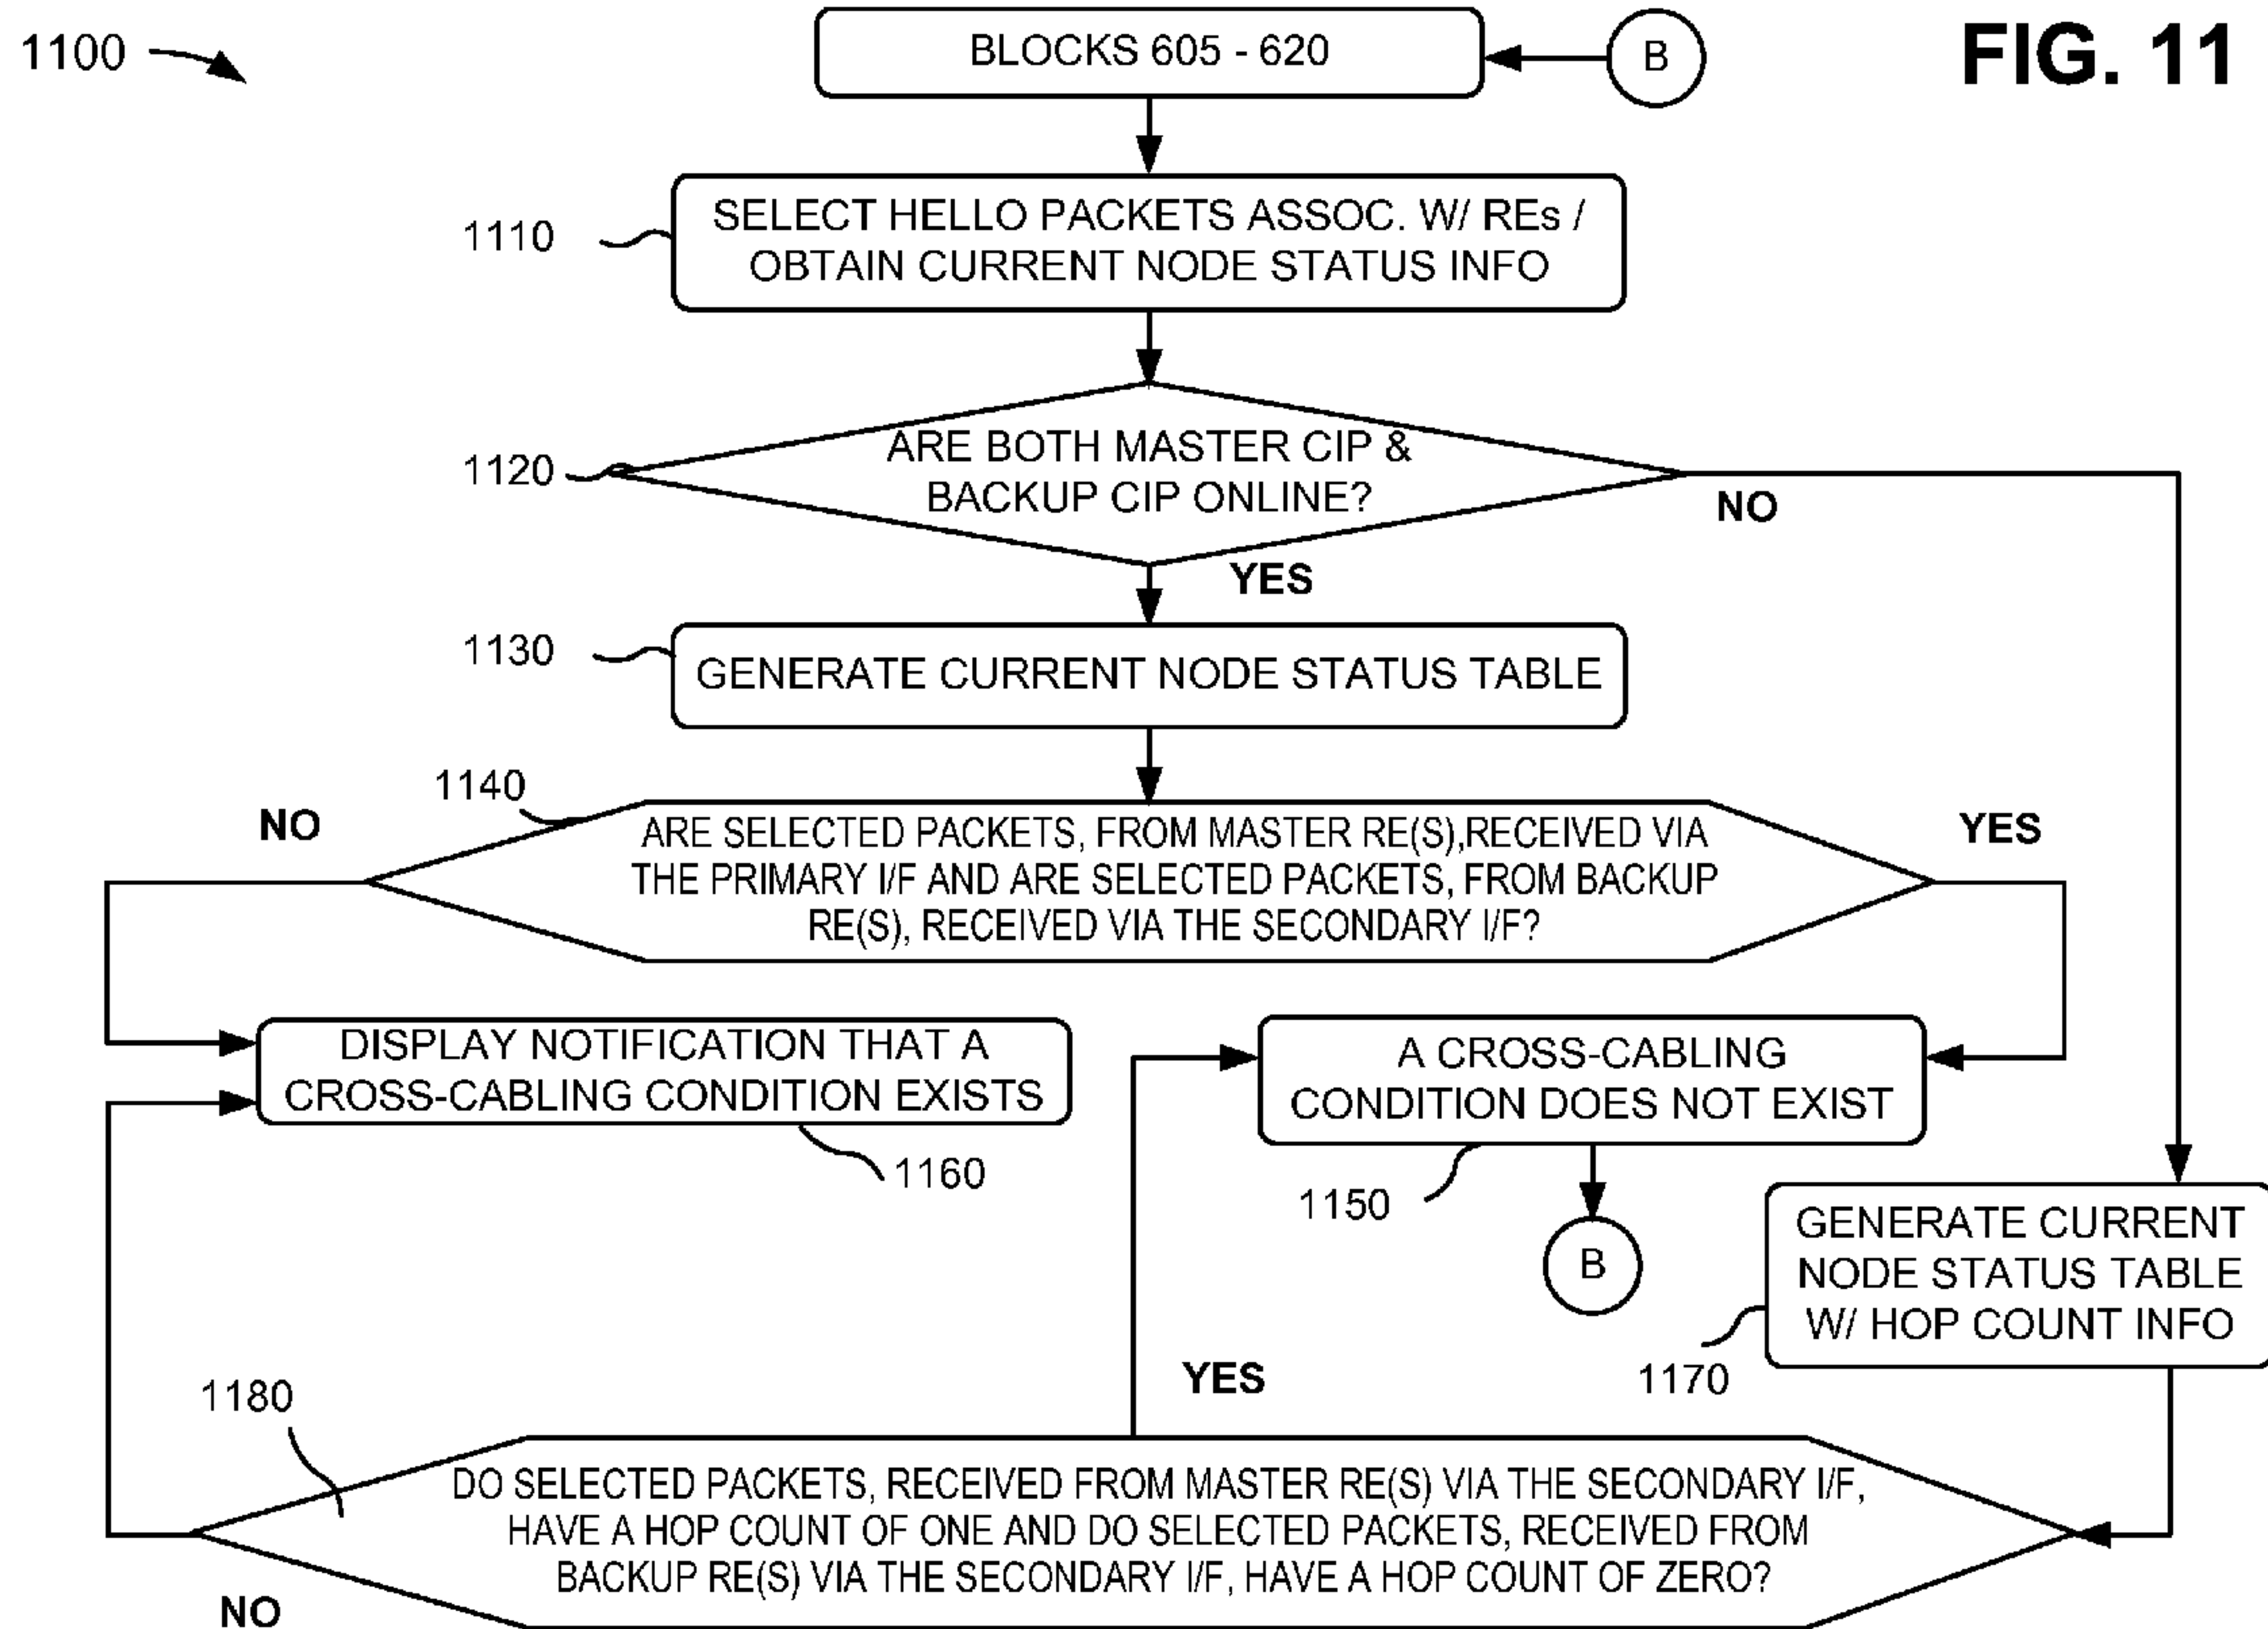 1100
BLOCKS 605 - 620
B
FIG. 11
1110
SELECT HELLO PACKETS ASSOC. W/ REs /
OBTAIN CURRENT NODE STATUS INFO
1120
ARE BOTH MASTER CIP &
BACKUP CIP ONLINE?
NO
YES
1130
GENERATE CURRENT NODE STATUS TABLE
1140
NO
ARE SELECTED PACKETS, FROM MASTER RE(S),RECEIVED VIA
THE PRIMARY I/F AND ARE SELECTED PACKETS, FROM BACKUP
RE(S), RECEIVED VIA THE SECONDARY I/F?
YES
DISPLAY NOTIFICATION THAT A
CROSS-CABLING CONDITION EXISTS
1160
A CROSS-CABLING
CONDITION DOES NOT EXIST
1150
B
GENERATE CURRENT
NODE STATUS TABLE
W/ HOP COUNT INFO
1170
YES
1180
DO SELECTED PACKETS, RECEIVED FROM MASTER RE(S) VIA THE SECONDARY I/F,
HAVE A HOP COUNT OF ONE AND DO SELECTED PACKETS, RECEIVED FROM
BACKUP RE(S) VIA THE SECONDARY I/F, HAVE A HOP COUNT OF ZERO?
NO